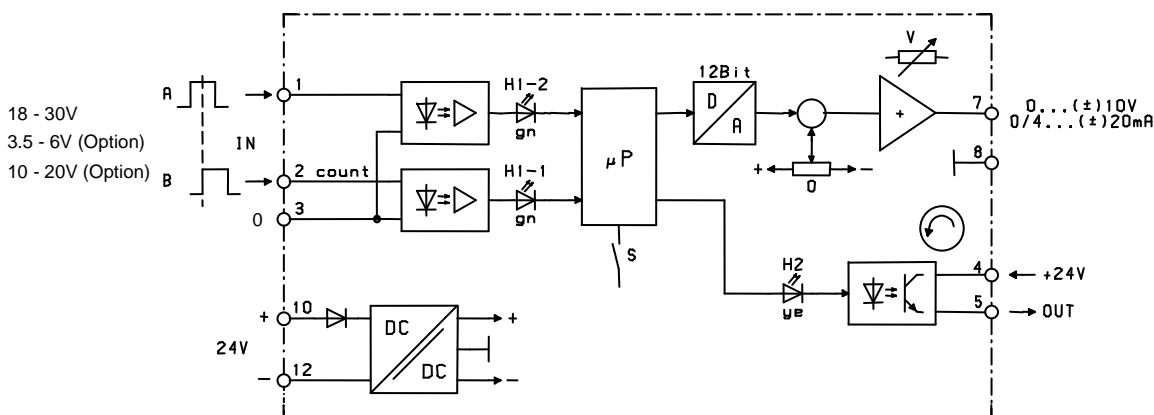 18 - 30V
3.5 - 6V (Option)
10 - 20V (Option)
A
IN
B
0
1
2 count
3
H1-2
gn
H1-1
gn
µP
S
12Bit
D
A
+
0
-
V
+
7
0...(±)10V
0/4...(±)20mA
8
H2
ye
4
+24V
5
OUT
+
24V
-
10
12
DC
DC
+
-